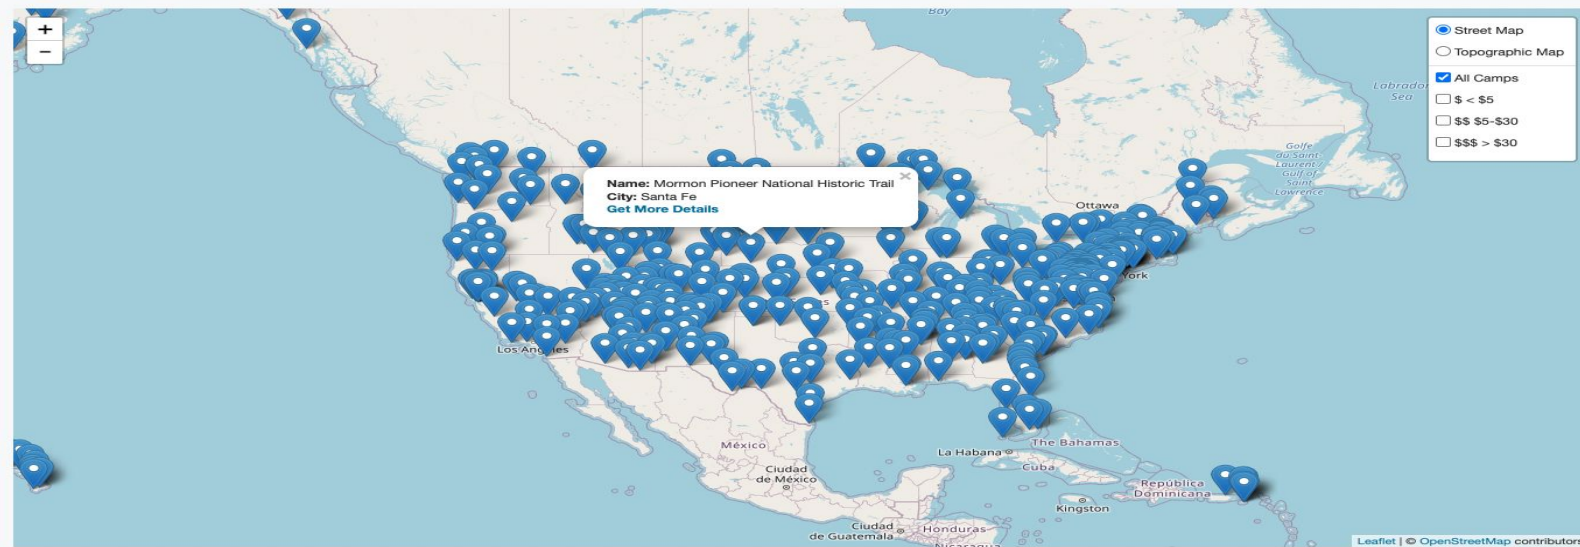 +
−
Bay
Street Map
Topographic Map
All Camps
$ < $5
$$ $5-$30
$$$ > $30
Labrador
Sea
Golfe
du Saint-
Laurent /
Gulf of
Saint
Lawrence
Name: Mormon Pioneer National Historic Trail
×
City: Santa Fe
Get More Details
Ottawa
York
Los Angeles
México
Ciudad
de México
La Habana
The Bahamas
Cuba
República
Dominicana
Kingston
Ciudad
de Guatemala
Honduras
Nicaragua
Leaflet | © OpenStreetMap contributors